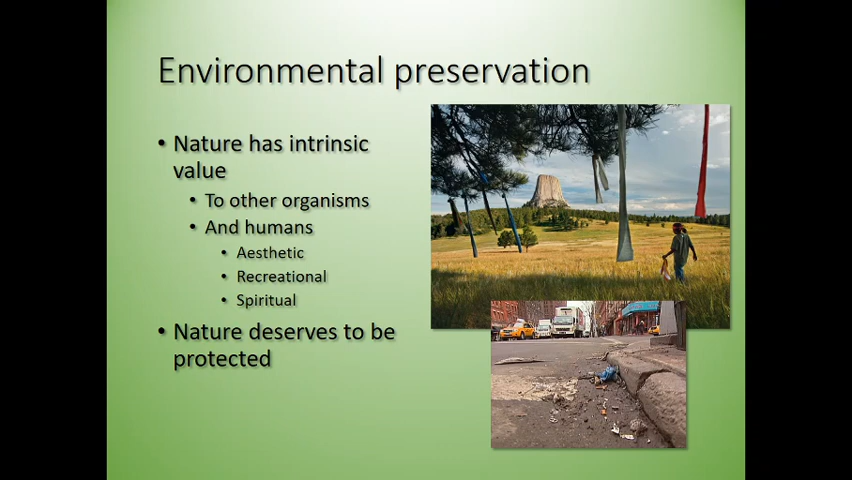 Environmental preservation
• Nature has intrinsic
value
• To other organisms
• And humans
• Aesthetic
• Recreational
• Spiritual
• Nature deserves to be
protected